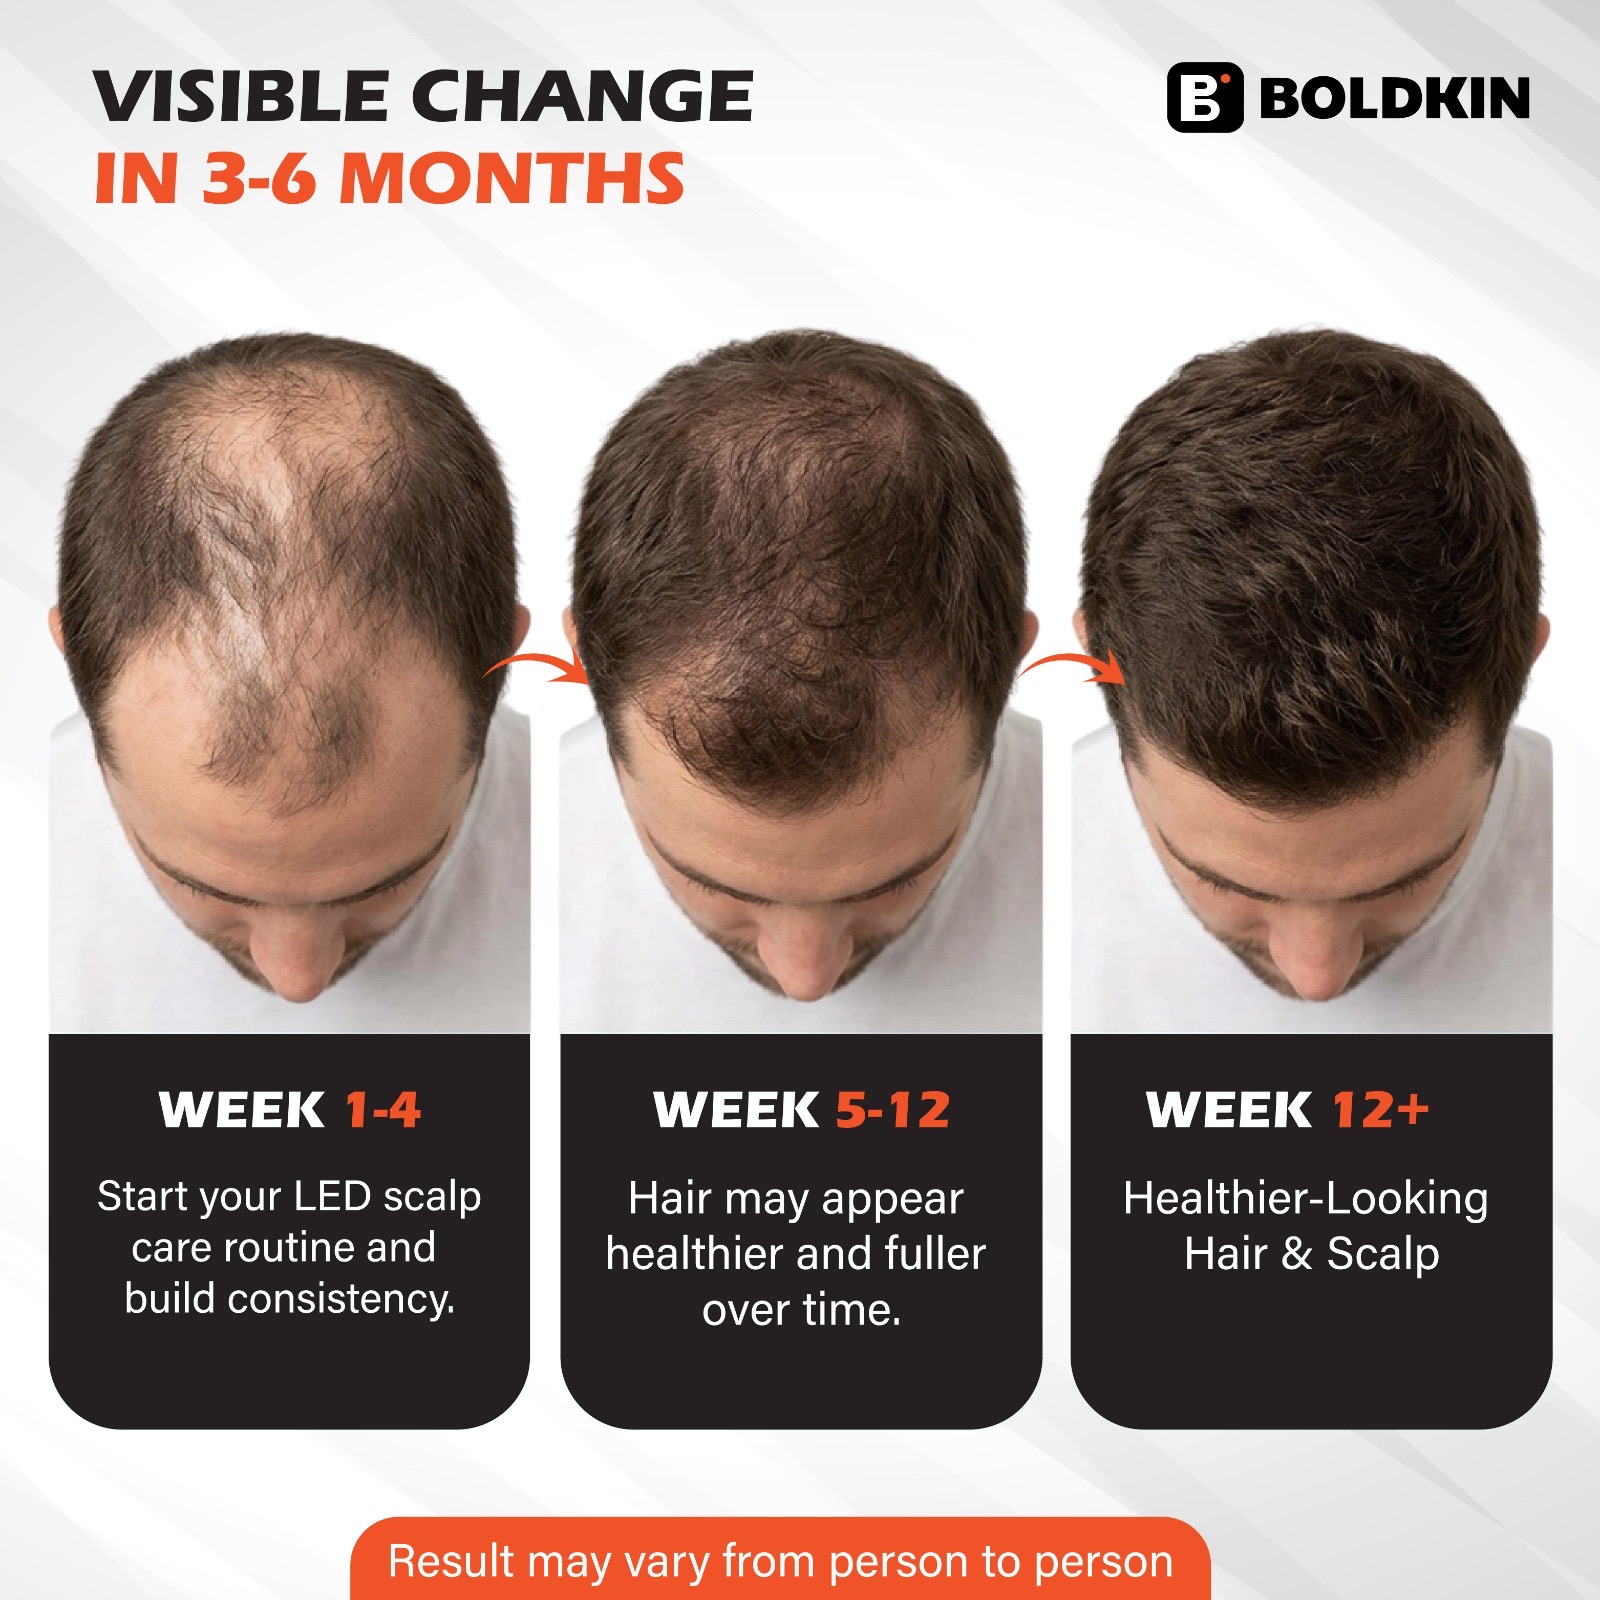 VISIBLE CHANGE
IN 3-6 MONTHS
B BOLDKIN
WEEK 1-4
Start your LED scalp
care routine and
build consistency.
WEEK 5-12
Hair may appear
healthier and fuller
over time.
WEEK 12+
Healthier-Looking
Hair & Scalp
Result may vary from person to person